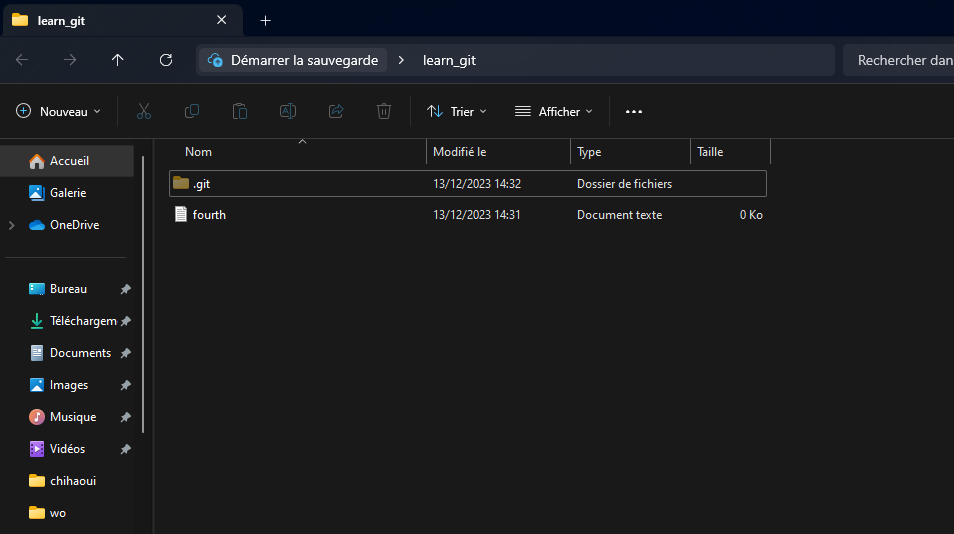 learn_git
Démarrer la sauvegarde > learn_git Rechercher dan
Nouveau Trier Afficher
Nom Modifié le Type Taille
.git 13/12/2023 14:32 Dossier de fichiers
fourth 13/12/2023 14:31 Document texte 0 Ko
Accueil
Galerie
OneDrive
Bureau
Téléchargem
Documents
Images
Musique
Vidéos
chihaoui
wo